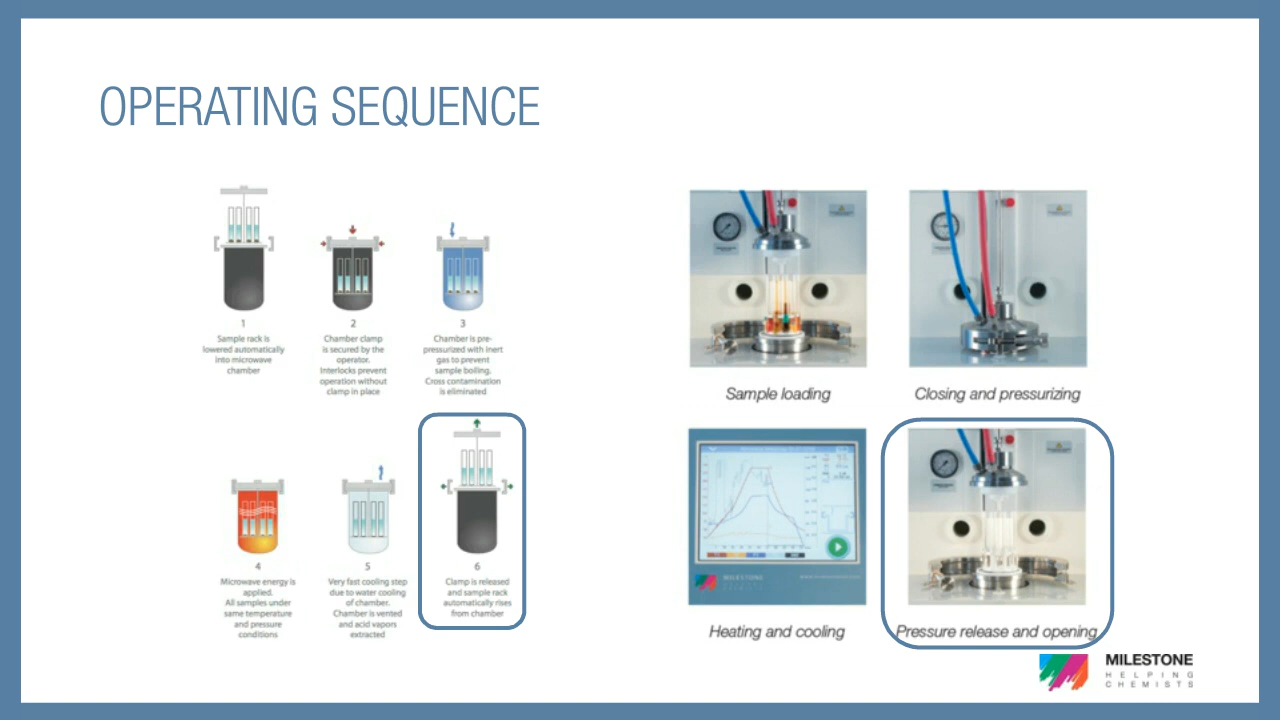 OPERATING SEQUENCE
1
Sample rack is
lowered automatically
into microwave
chamber
2
Chamber clamp
is secured by the
operator.
Interlocks prevent
operation without
clamp in place
3
Chamber is pre-
pressurized with inert
gas to prevent
sample boiling.
Cross contamination
is eliminated
4
Microwave energy is
applied.
All samples under
same temperature
and pressure
conditions
5
Very fast cooling step
due to water cooling
of chamber.
Chamber is vented
and acid vapors
extracted
6
Clamp is released
and sample rack
automatically rises
from chamber
Sample loading
Closing and pressurizing
MILESTONE
Heating and cooling
Pressure release and opening
MILESTONE
HELPING
CHEMISTS